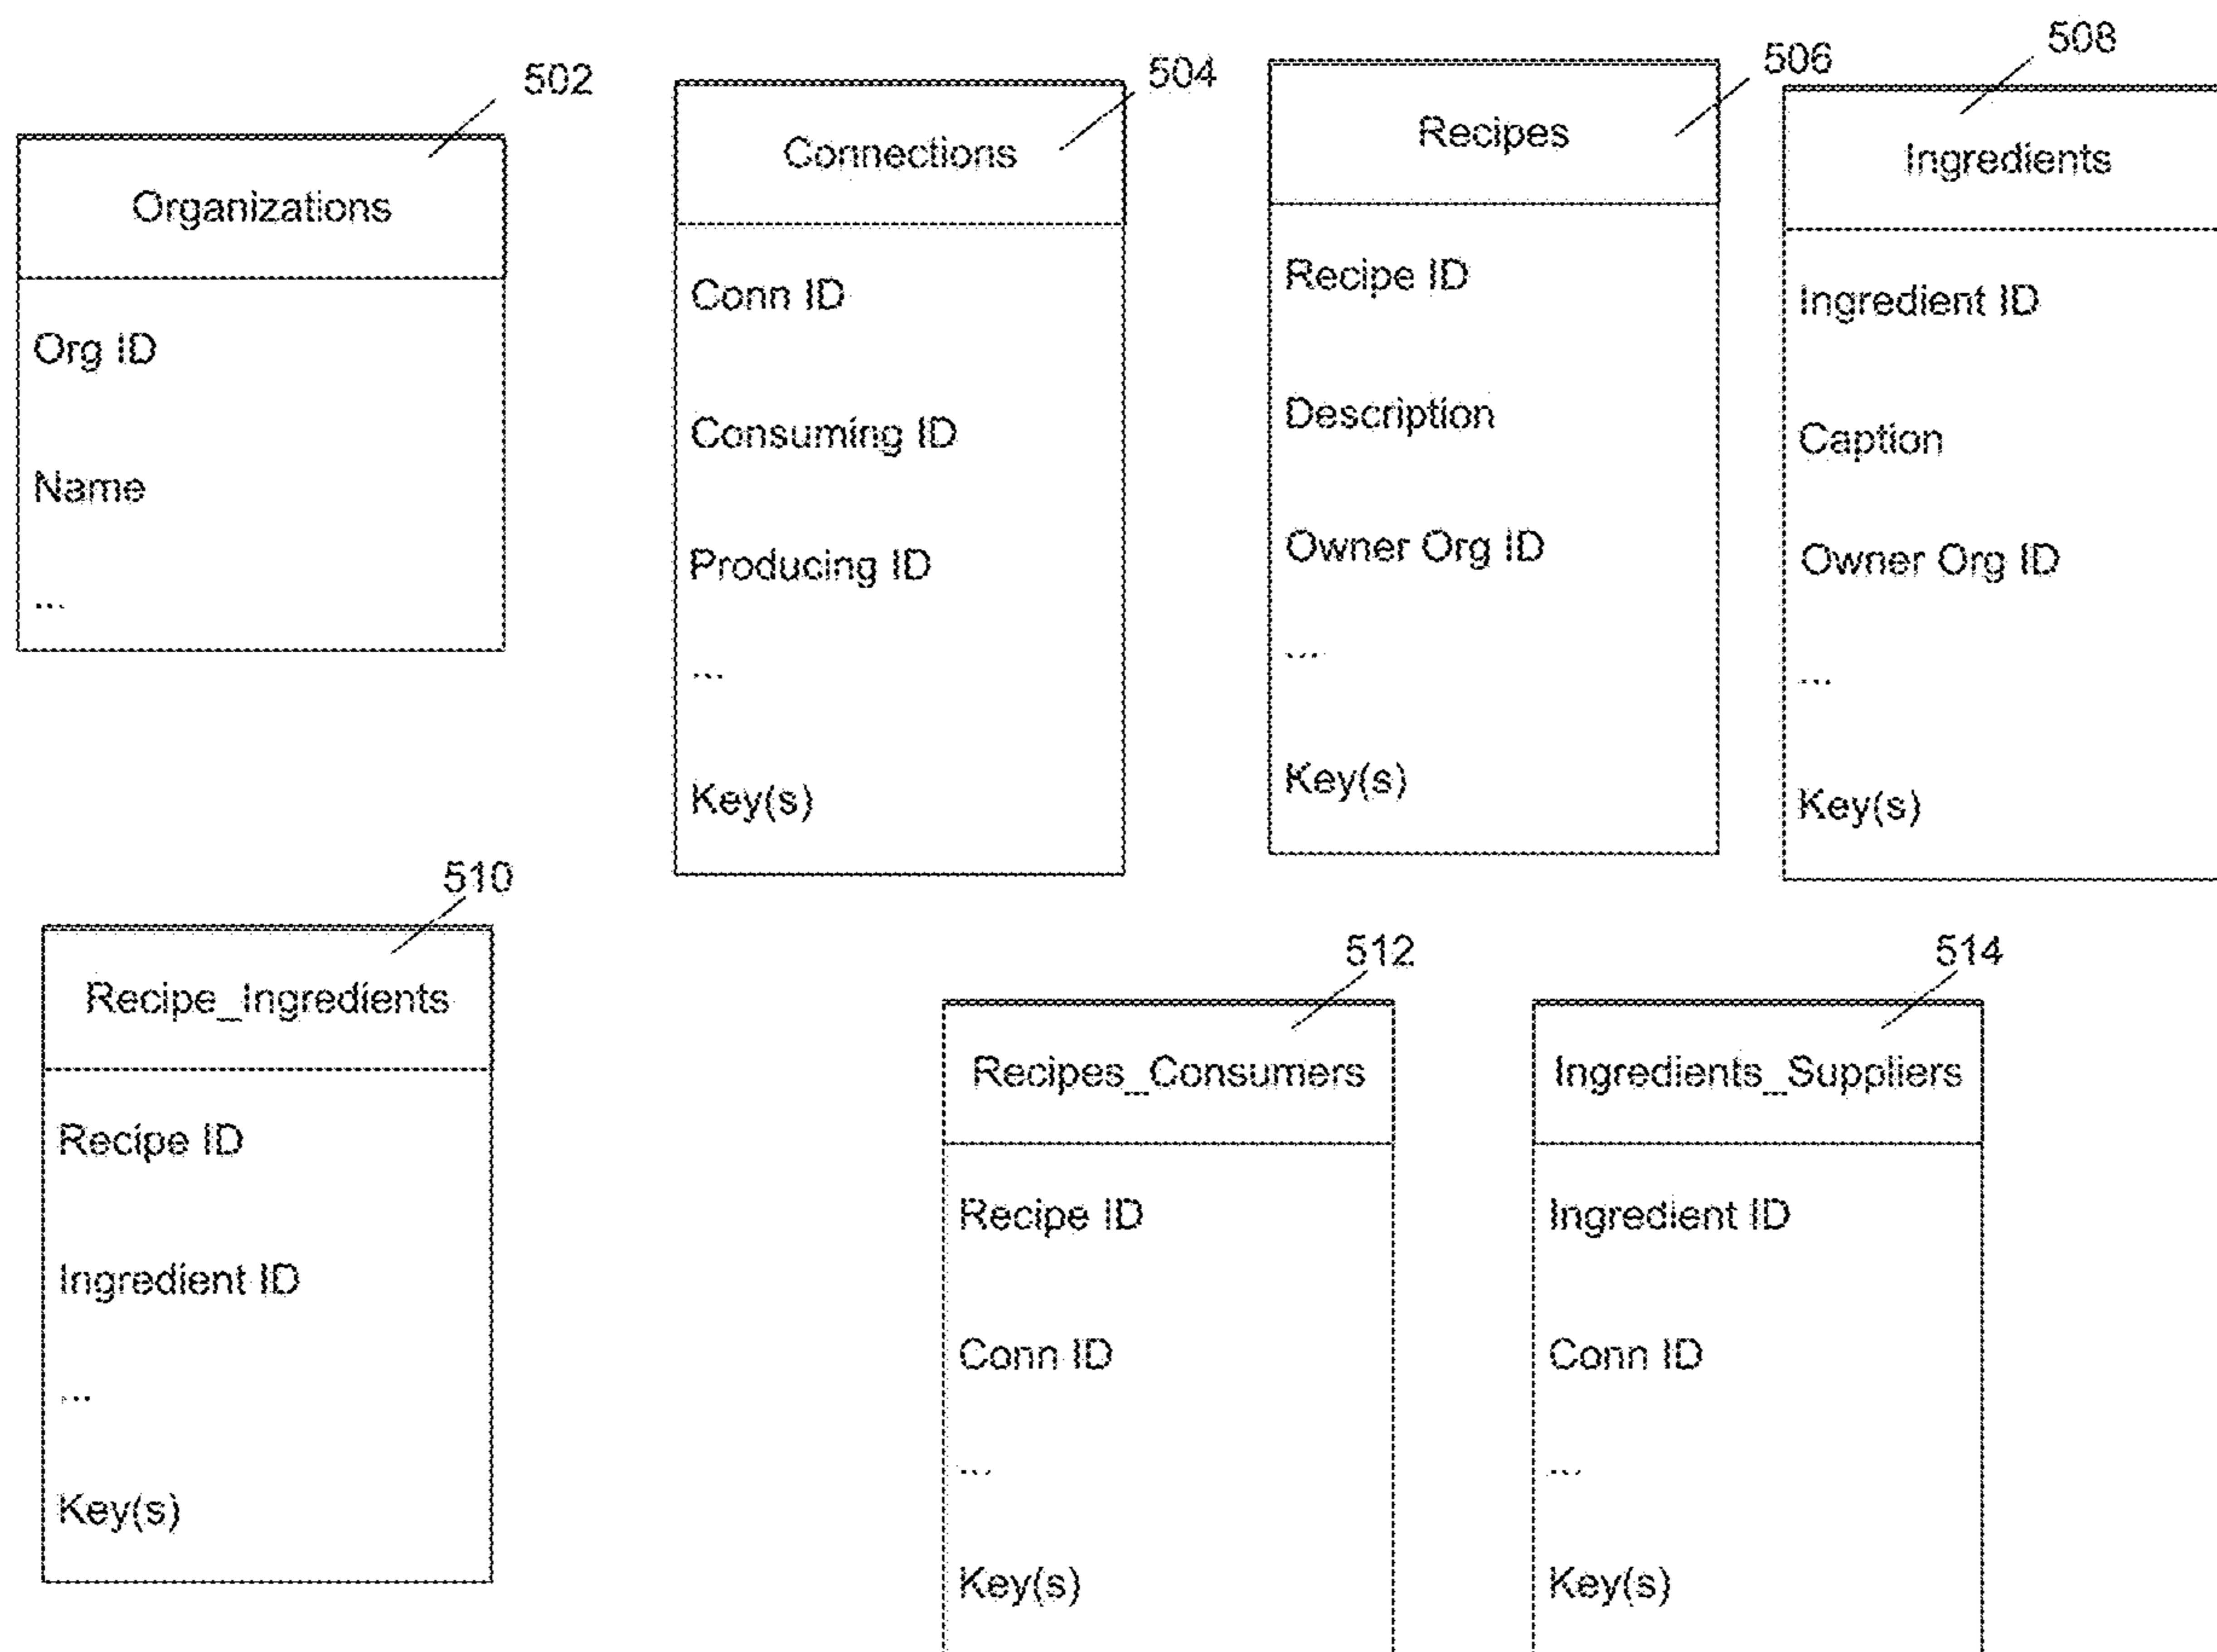 502
Organizations
Org ID
Name
...
504
Connections
Conn ID
Consuming ID
Producing ID
...
Key(s)
506
Recipes
Recipe ID
Description
Owner Org ID
...
Key(s)
508
Ingredients
Ingredient ID
Caption
Owner Org ID
...
Key(s)
510
Recipe_Ingredients
Recipe ID
Ingredient ID
...
Key(s)
512
Recipes_Consumers
Recipe ID
Conn ID
...
Key(s)
514
Ingredients_Suppliers
Ingredient ID
Conn ID
...
Key(s)